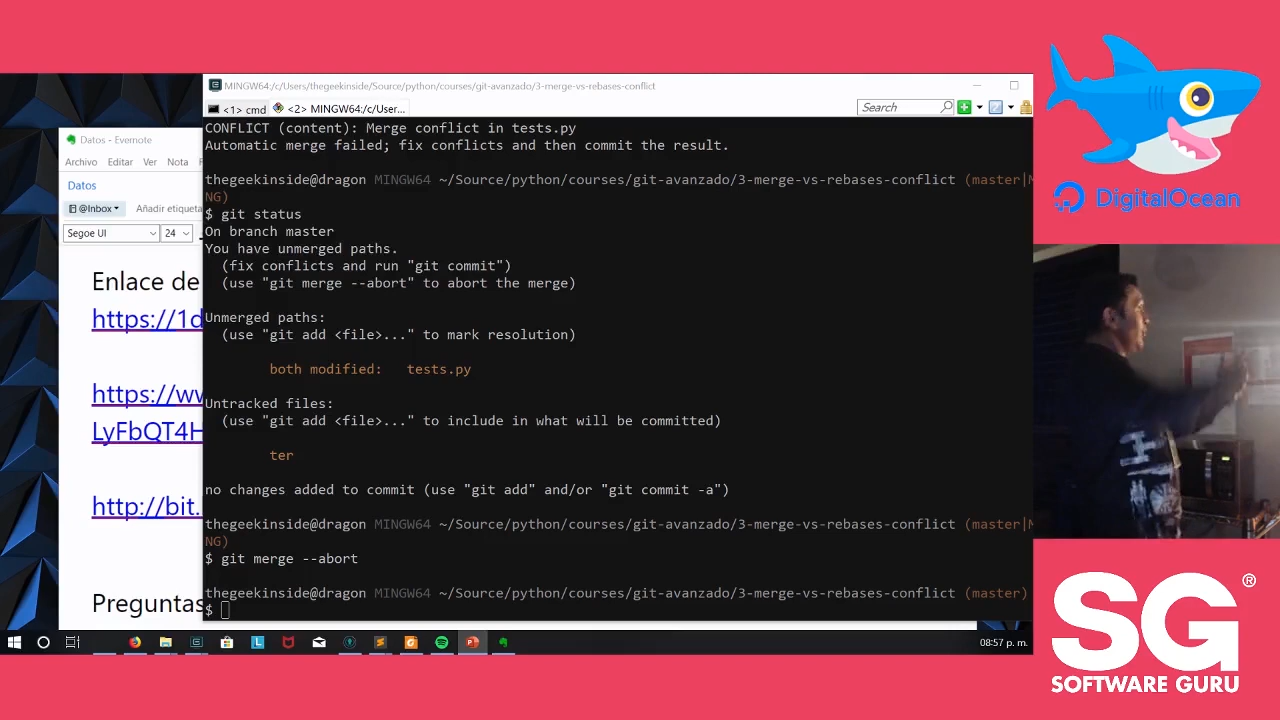 MINGW64:/c/Users/thegeekinside/Source/python/courses/git-avanzado/3-merge-vs-rebases-conflict
<1> cmd
<2> MINGW64:/c/User...
Search
CONFLICT (content): Merge conflict in tests.py
Automatic merge failed; fix conflicts and then commit the result.
thegeekinside@dragon MINGW64 ~/Source/python/courses/git-avanzado/3-merge-vs-rebases-conflict (master|M
NG)
$ git status
On branch master
You have unmerged paths.
(fix conflicts and run "git commit")
(use "git merge --abort" to abort the merge)
Unmerged paths:
(use "git add <file>..." to mark resolution)
both modified: tests.py
Untracked files:
(use "git add <file>..." to include in what will be committed)
ter
no changes added to commit (use "git add" and/or "git commit -a")
thegeekinside@dragon MINGW64 ~/Source/python/courses/git-avanzado/3-merge-vs-rebases-conflict (master|M
NG)
$ git merge --abort
thegeekinside@dragon MINGW64 ~/Source/python/courses/git-avanzado/3-merge-vs-rebases-conflict (master)
$
Datos - Evernote
Archivo Editar Ver Nota
Datos
@Inbox
Añadir etiqueta
Segoe UI
24
Enlace de
https://1d
https://ww
LyFbQT4H
http://bit.
Preguntas
08:57 p. m.
DigitalOcean
SG®
SOFTWARE GURU